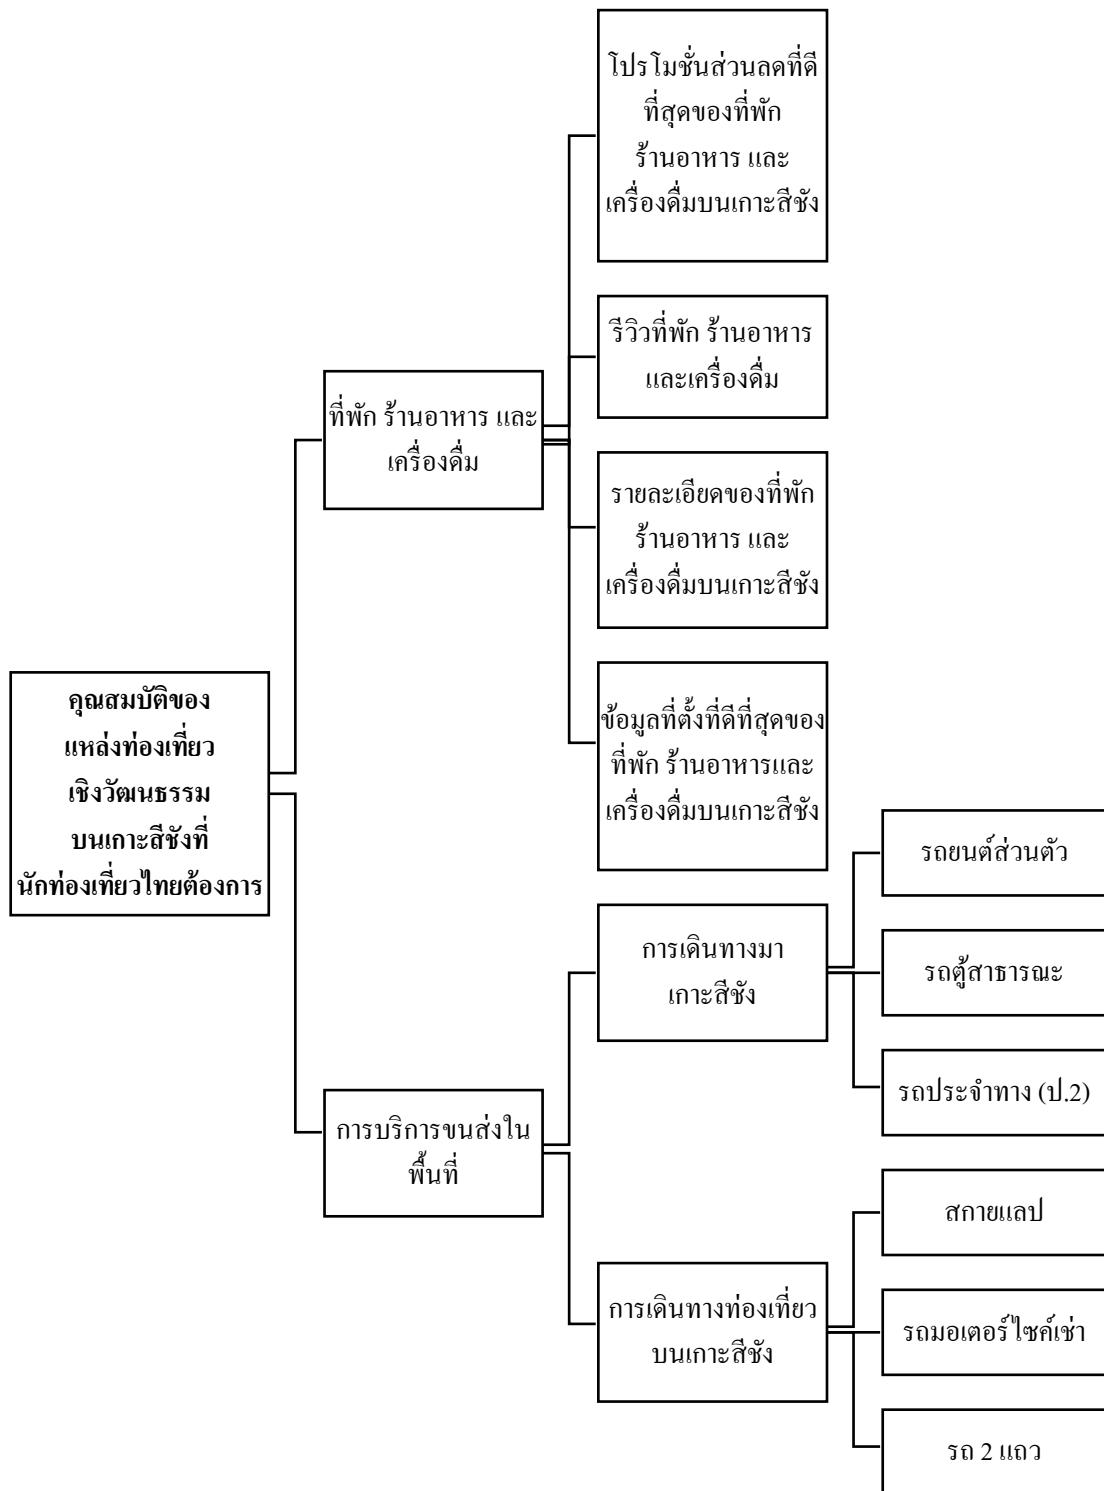 คุณสมบัติของ
แหล่งท่องเที่ยว
เชิงวัฒนธรรม
บนเกาะสีชังที่
นักท่องเที่ยวไทยต้องการ
ที่พัก ร้านอาหาร และ
เครื่องดื่ม
โปรโมชั่นส่วนลดที่ดี
ที่สุดของที่พัก
ร้านอาหาร และ
เครื่องดื่มบนเกาะสีชัง
รีวิวที่พัก ร้านอาหาร
และเครื่องดื่ม
รายละเอียดของที่พัก
ร้านอาหาร และ
เครื่องดื่มบนเกาะสีชัง
ข้อมูลที่ตั้งที่ดีที่สุดของ
ที่พัก ร้านอาหารและ
เครื่องดื่มบนเกาะสีชัง
การบริการขนส่งใน
พื้นที่
การเดินทางมา
เกาะสีชัง
รถยนต์ส่วนตัว
รถตู้สาธารณะ
รถประจำทาง (ป.2)
การเดินทางท่องเที่ยว
บนเกาะสีชัง
สกายแลป
รถมอเตอร์ไซค์เช่า
รถ 2 แถว